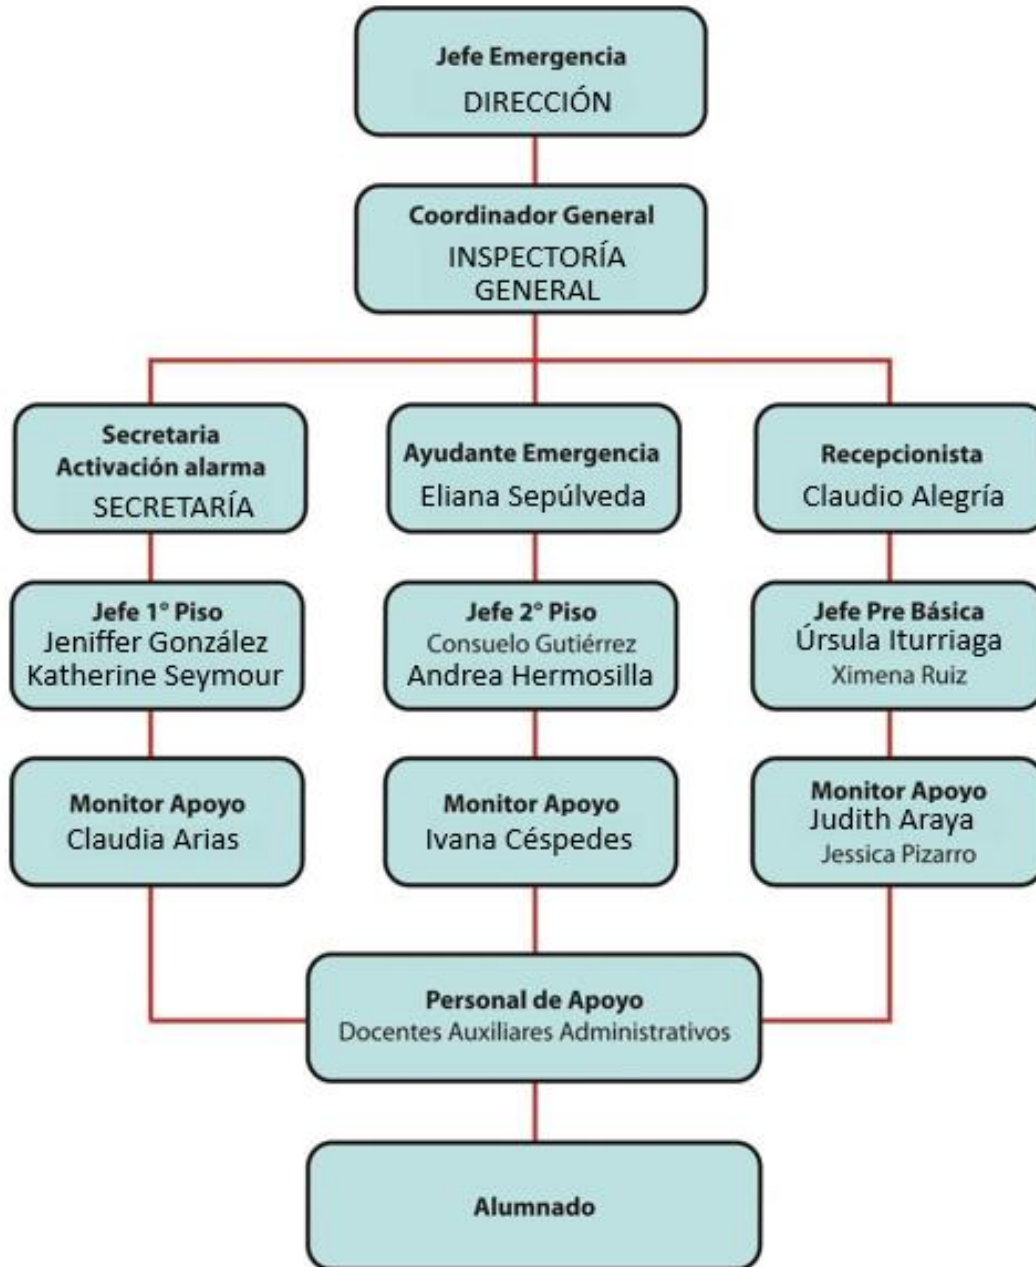 Jefe Emergencia
DIRECCIÓN
Coordinador General
INSPECTORÍA
GENERAL
Secretaria
Activación alarma
SECRETARÍA
Ayudante Emergencia
Eliana Sepúlveda
Recepcionista
Claudio Alegría
Jefe 1° Piso
Jeniffer González
Katherine Seymour
Jefe 2° Piso
Consuelo Gutiérrez
Andrea Hermosilla
Jefe Pre Básica
Úrsula Iturriaga
Ximena Ruiz
Monitor Apoyo
Claudia Arias
Monitor Apoyo
Ivana Céspedes
Monitor Apoyo
Judith Araya
Jessica Pizarro
Personal de Apoyo
Docentes Auxiliares Administrativos
Alumnado